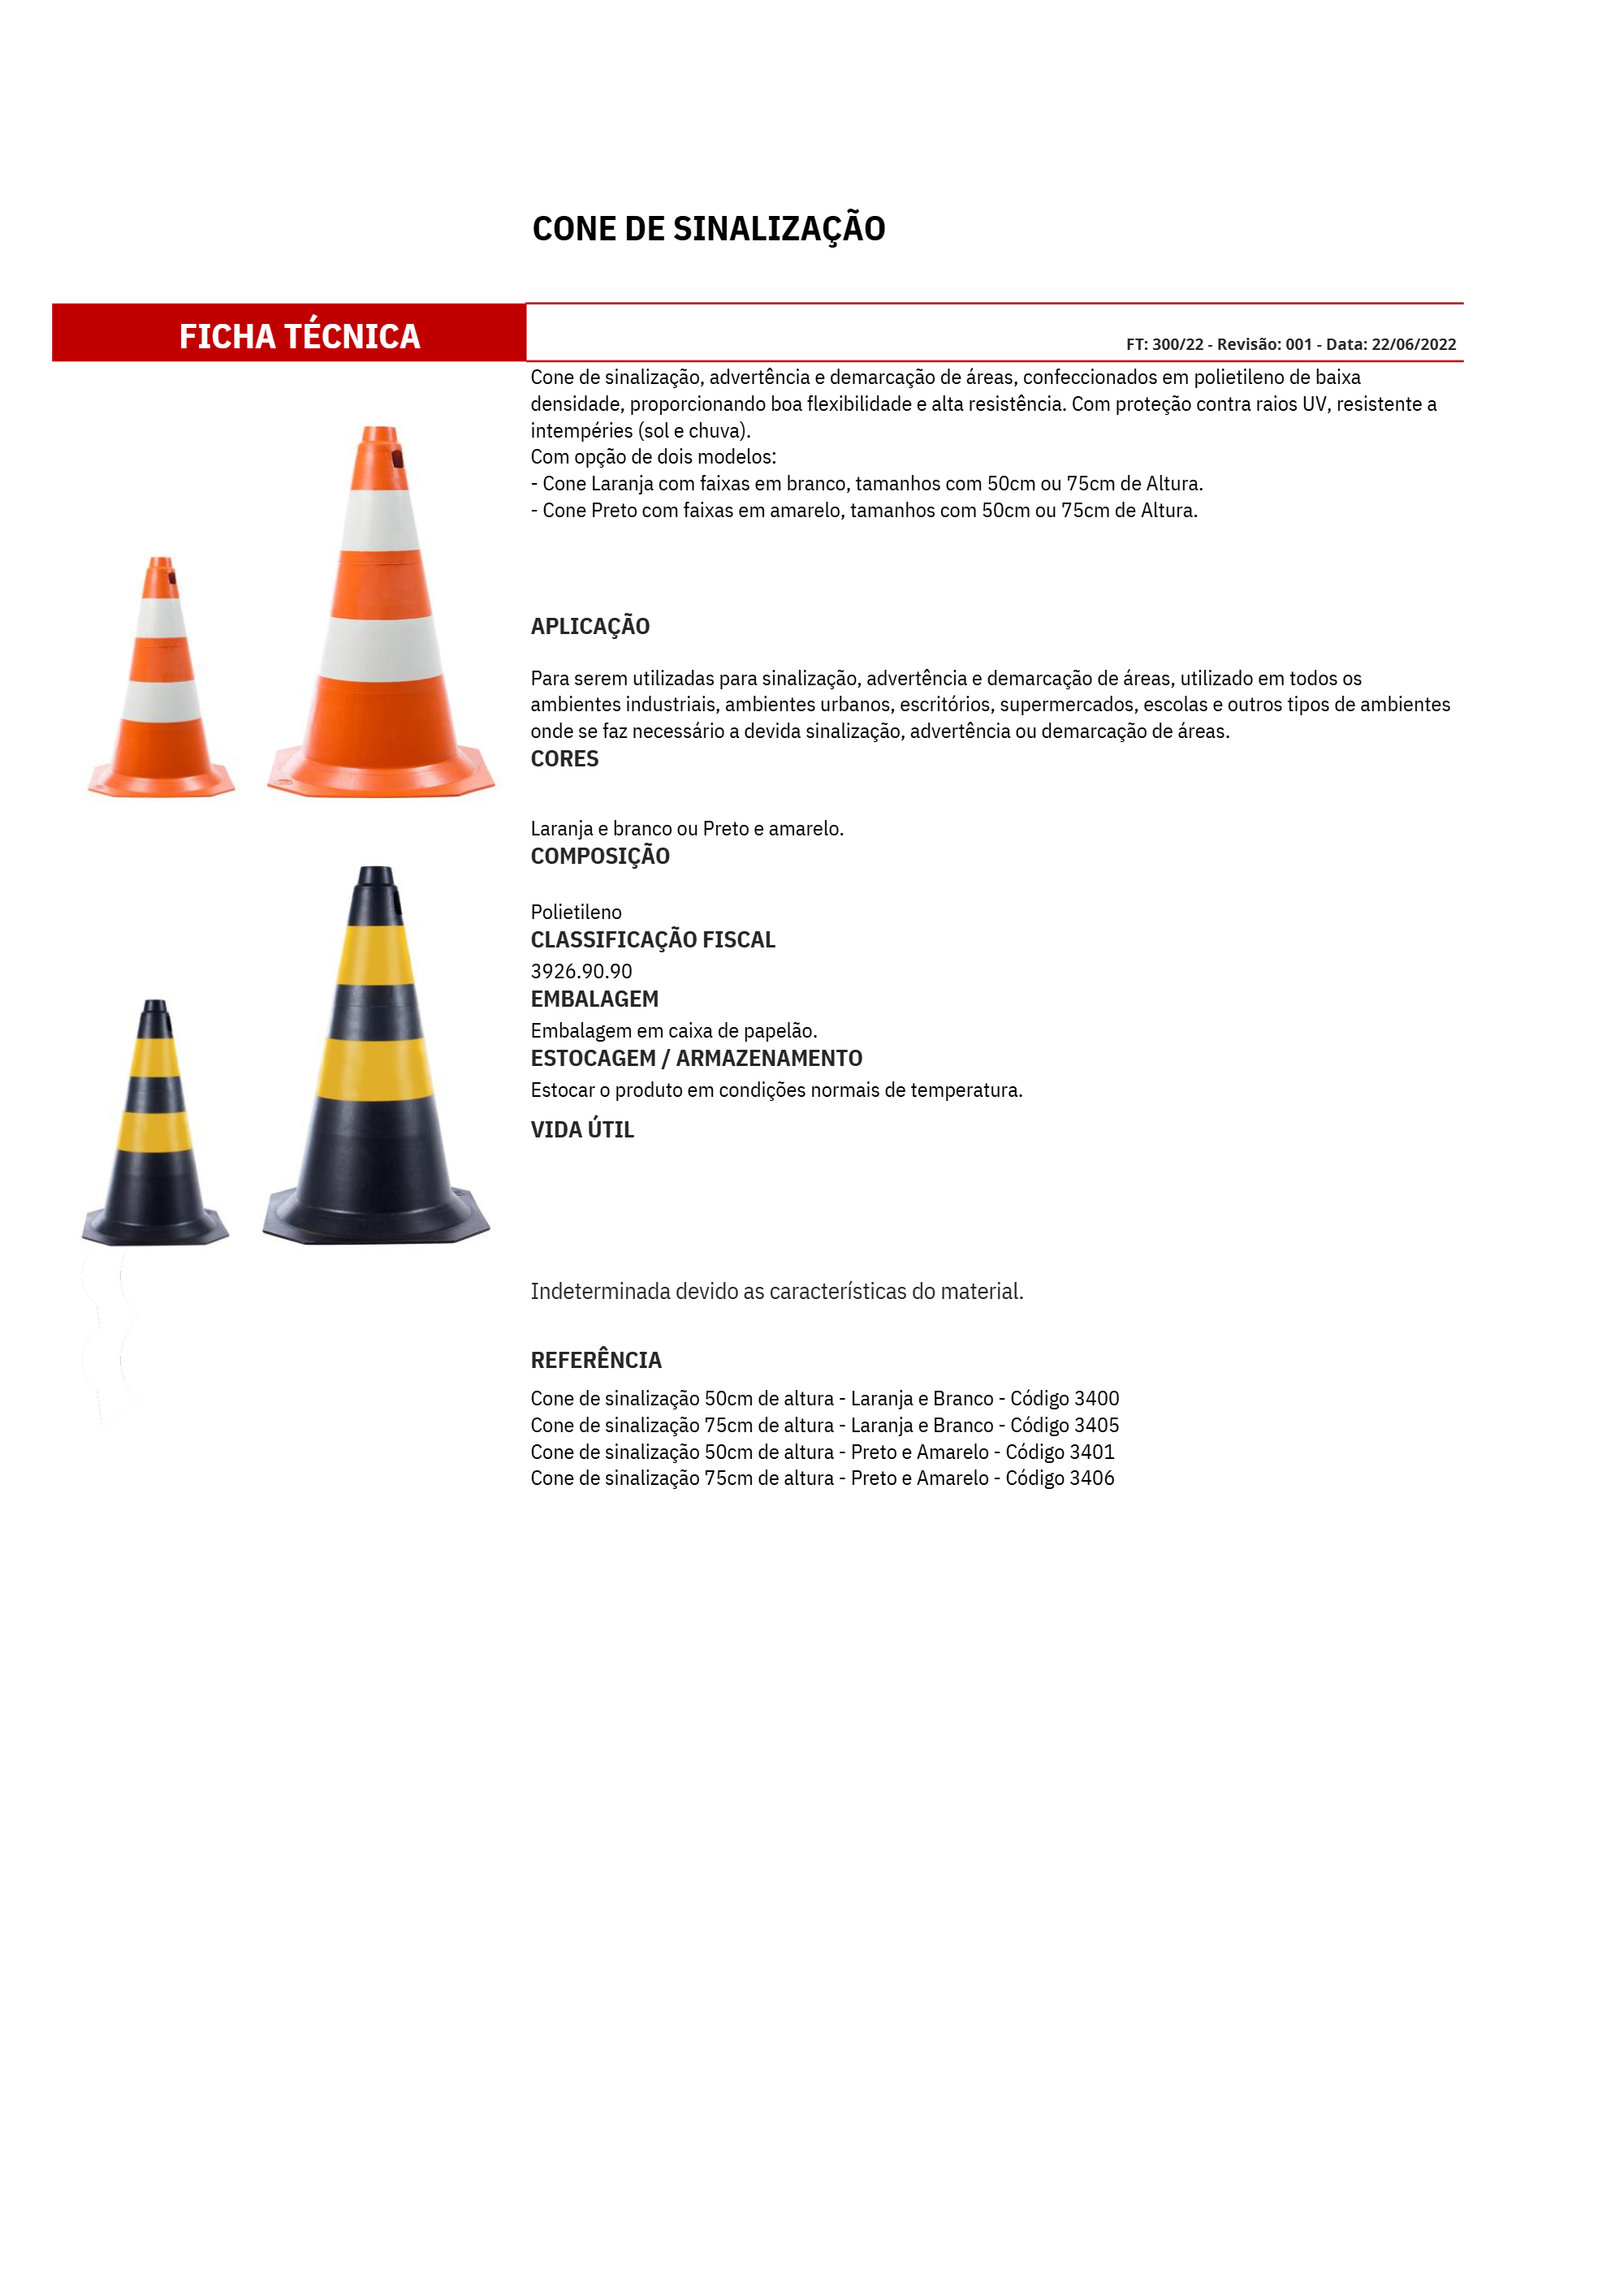 CONE DE SINALIZAÇÃO
FICHA TÉCNICA
FT: 300/22 - Revisão: 001 - Data: 22/06/2022
Cone de sinalização, advertência e demarcação de áreas, confeccionados em polietileno de baixa
densidade, proporcionando boa flexibilidade e alta resistência. Com proteção contra raios UV, resistente a
intempéries (sol e chuva).
Com opção de dois modelos:
- Cone Laranja com faixas em branco, tamanhos com 50cm ou 75cm de Altura.
- Cone Preto com faixas em amarelo, tamanhos com 50cm ou 75cm de Altura.
APLICAÇÃO
Para serem utilizadas para sinalização, advertência e demarcação de áreas, utilizado em todos os
ambientes industriais, ambientes urbanos, escritórios, supermercados, escolas e outros tipos de ambientes
onde se faz necessário a devida sinalização, advertência ou demarcação de áreas.
CORES
Laranja e branco ou Preto e amarelo.
COMPOSIÇÃO
Polietileno
CLASSIFICAÇÃO FISCAL
3926.90.90
EMBALAGEM
Embalagem em caixa de papelão.
ESTOCAGEM / ARMAZENAMENTO
Estocar o produto em condições normais de temperatura.
VIDA ÚTIL
Indeterminada devido as características do material.
REFERÊNCIA
Cone de sinalização 50cm de altura - Laranja e Branco - Código 3400
Cone de sinalização 75cm de altura - Laranja e Branco - Código 3405
Cone de sinalização 50cm de altura - Preto e Amarelo - Código 3401
Cone de sinalização 75cm de altura - Preto e Amarelo - Código 3406